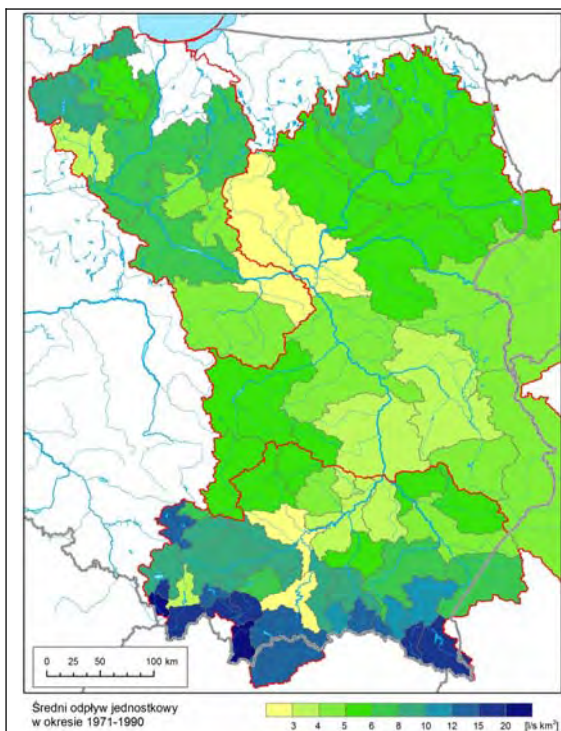 0 25 50 100 km
Średni odpływ jednostkowy
w okresie 1971-1990
3 4 5 6 8 10 12 15 20 [l/s km²]